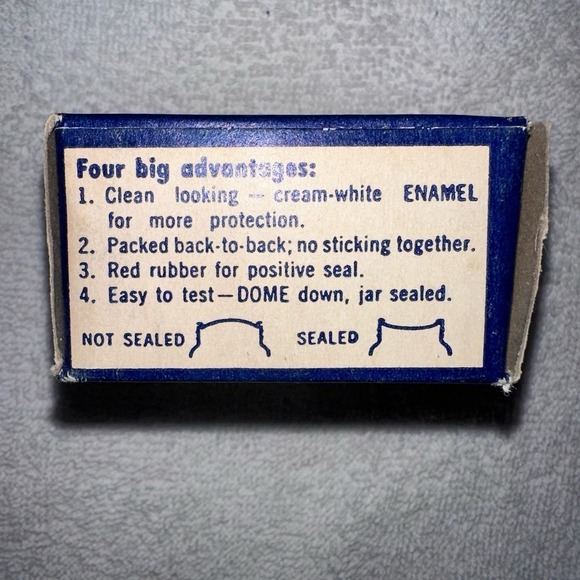 Four big advantages:
1. Clean looking — cream-white ENAMEL
for more protection.
2. Packed back-to-back; no sticking together.
3. Red rubber for positive seal.
4. Easy to test—DOME down, jar sealed.
NOT SEALED SEALED